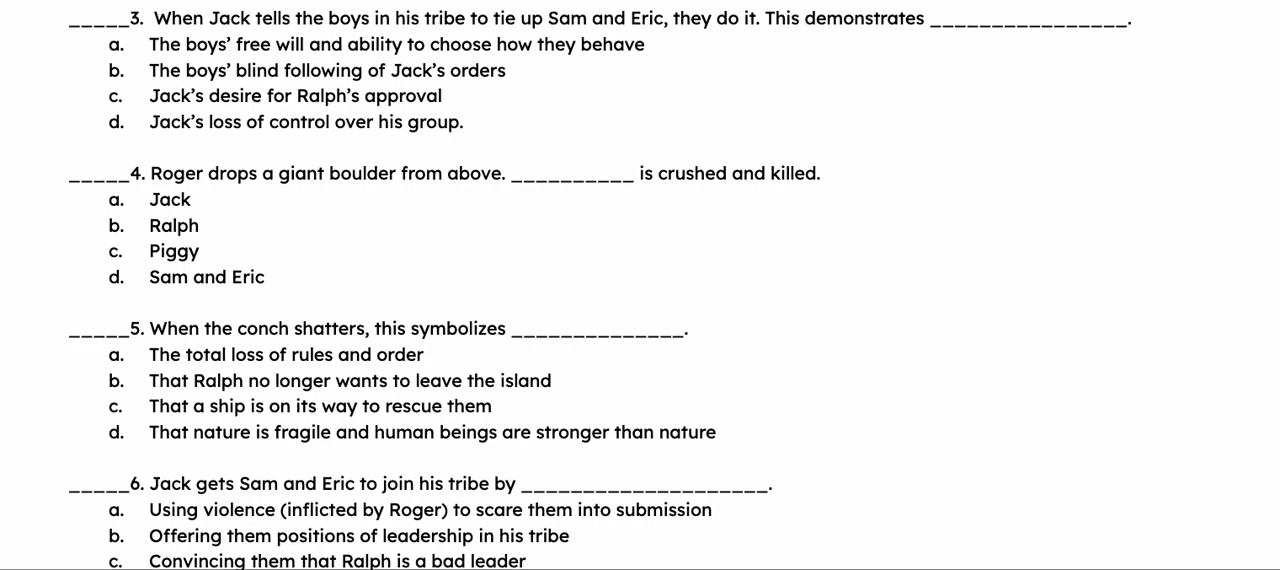 _____3.  When Jack tells the boys in his tribe to tie up Sam and Eric, they do it. This demonstrates ________________.
a. The boys’ free will and ability to choose how they behave
b. The boys’ blind following of Jack’s orders
c. Jack’s desire for Ralph’s approval
d. Jack’s loss of control over his group.
_____4. Roger drops a giant boulder from above. __________ is crushed and killed.
a. Jack
b. Ralph
c. Piggy
d. Sam and Eric
_____5. When the conch shatters, this symbolizes ______________.
a. The total loss of rules and order
b. That Ralph no longer wants to leave the island
c. That a ship is on its way to rescue them
d. That nature is fragile and human beings are stronger than nature
_____6. Jack gets Sam and Eric to join his tribe by ____________________.
a. Using violence (inflicted by Roger) to scare them into submission
b. Offering them positions of leadership in his tribe
c. Convincing them that Ralph is a bad leader